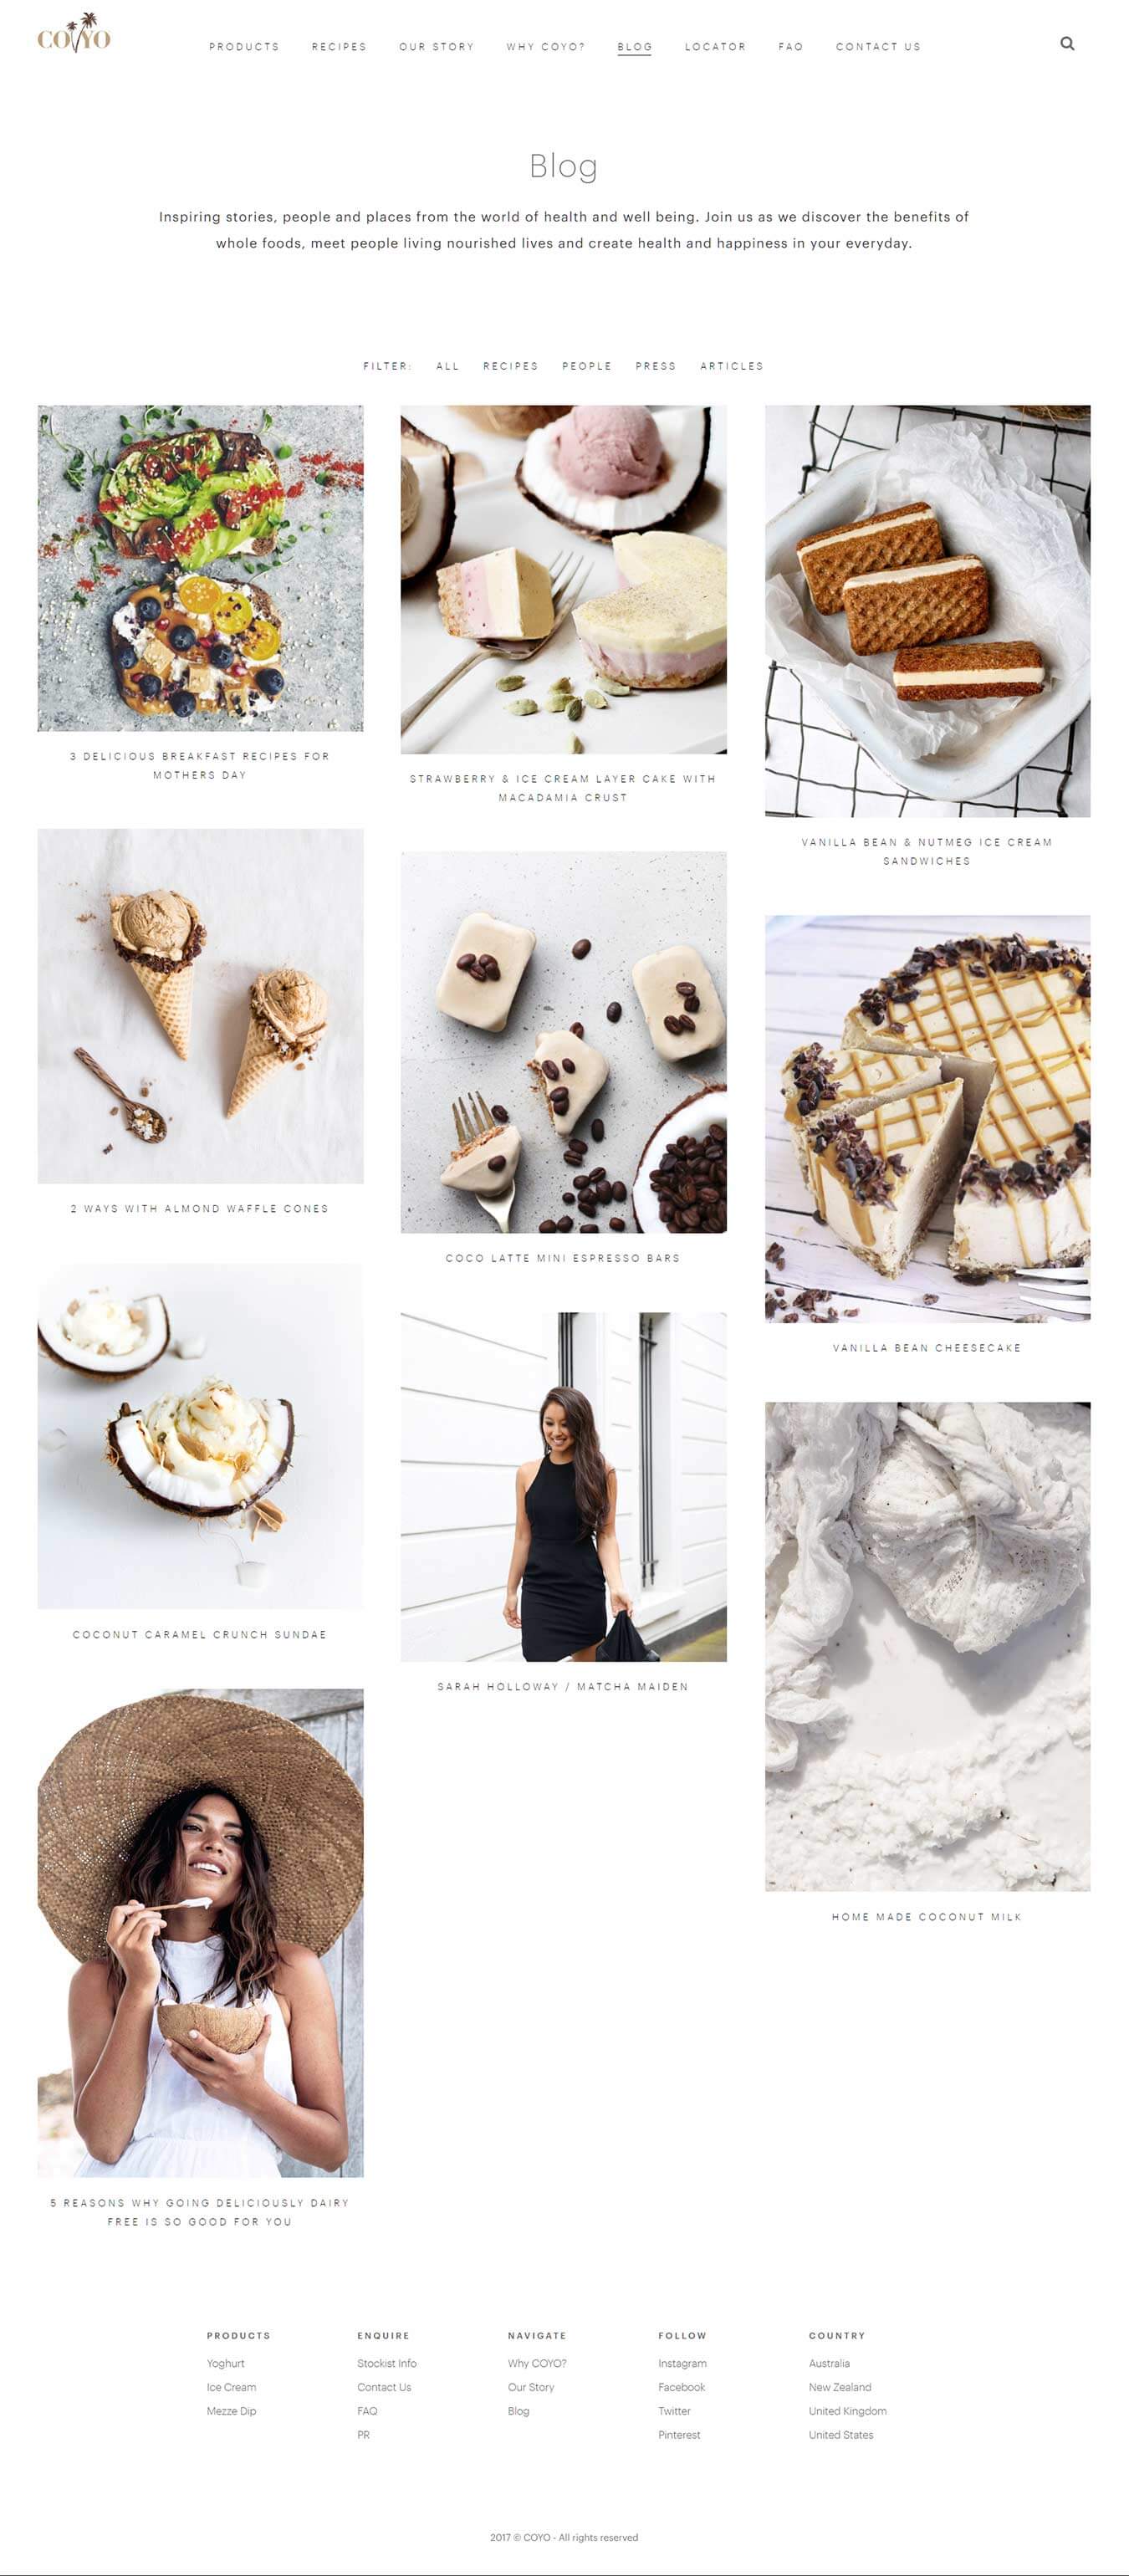 COYO
PRODUCTS RECIPES OUR STORY WHY COYO? BLOG LOCATOR FAQ CONTACT US
Blog
Inspiring stories, people and places from the world of health and well being. Join us as we discover the benefits of
whole foods, meet people living nourished lives and create health and happiness in your everyday.
FILTER: ALL RECIPES PEOPLE PRESS ARTICLES
3 DELICIOUS BREAKFAST RECIPES FOR
MOTHERS DAY
STRAWBERRY & ICE CREAM LAYER CAKE WITH
MACADAMIA CRUST
VANILLA BEAN & NUTMEG ICE CREAM
SANDWICHES
2 WAYS WITH ALMOND WAFFLE CONES
COCO LATTE MINI ESPRESSO BARS
VANILLA BEAN CHEESECAKE
COCONUT CARAMEL CRUNCH SUNDAE
SARAH HOLLOWAY / MATCHA MAIDEN
HOME MADE COCONUT MILK
5 REASONS WHY GOING DELICIOUSLY DAIRY
FREE IS SO GOOD FOR YOU
PRODUCTS
Yoghurt
Ice Cream
Mezze Dip
ENQUIRE
Stockist Info
Contact Us
FAQ
PR
NAVIGATE
Why COYO?
Our Story
Blog
FOLLOW
Instagram
Facebook
Twitter
Pinterest
COUNTRY
Australia
New Zealand
United Kingdom
United States
2017 © COYO - All rights reserved